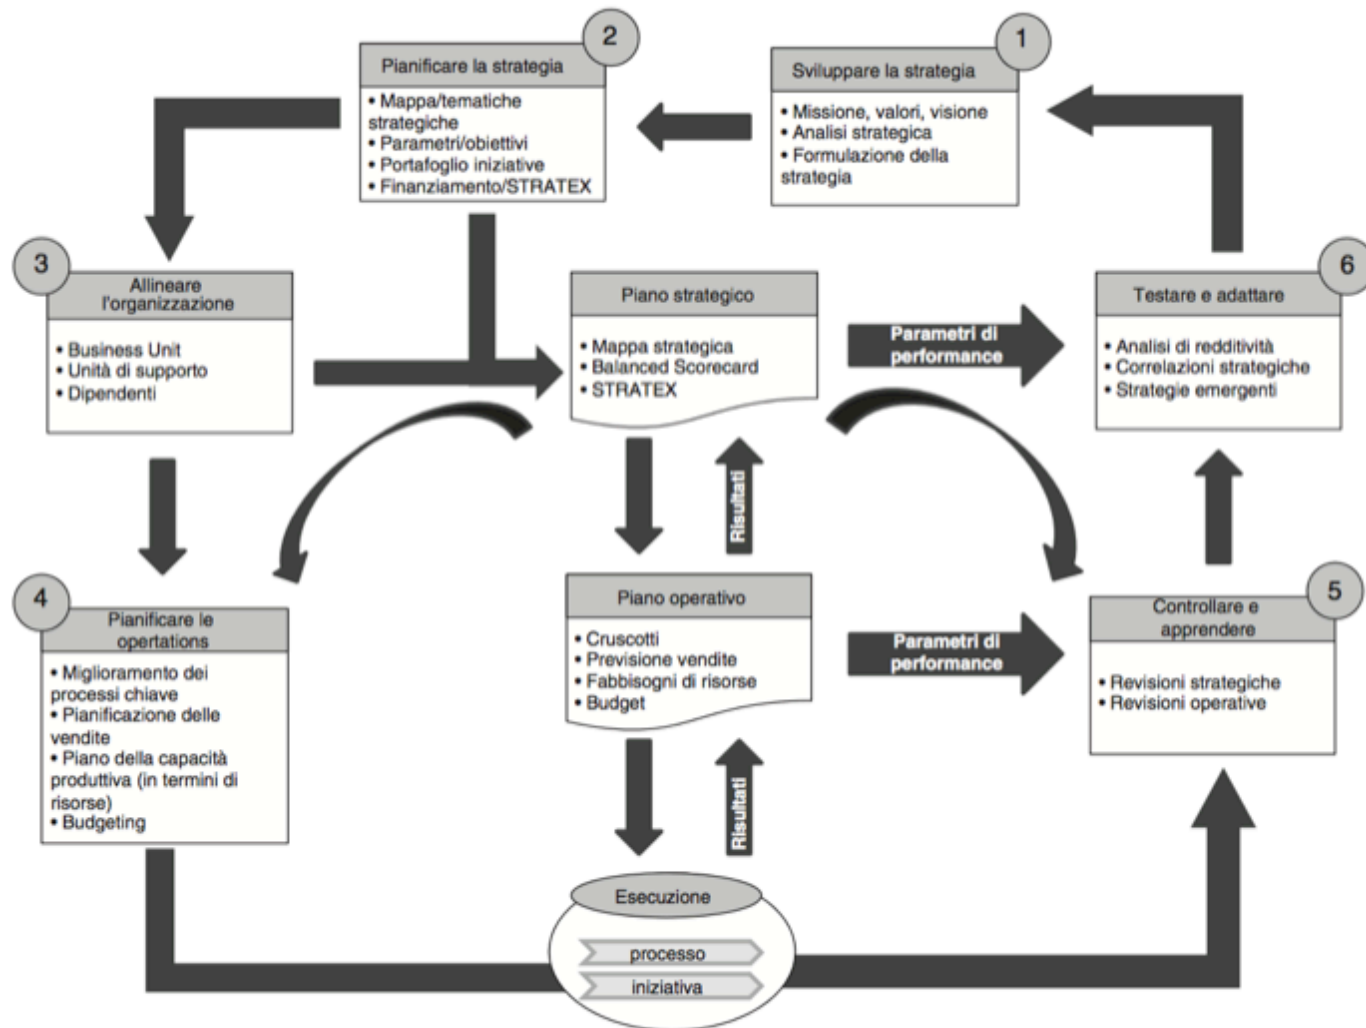 2
Pianificare la strategia
• Mappa/tematiche
strategiche
• Parametri/obiettivi
• Portafoglio iniziative
• Finanziamento/STRATEX
1
Sviluppare la strategia
• Missione, valori, visione
• Analisi strategica
• Formulazione della
strategia
3
Allineare
l'organizzazione
• Business Unit
• Unità di supporto
• Dipendenti
Piano strategico
• Mappa strategica
• Balanced Scorecard
• STRATEX
Parametri di
performance
6
Testare e adattare
• Analisi di redditività
• Correlazioni strategiche
• Strategie emergenti
Risultati
4
Pianificare le
opertations
• Miglioramento dei
processi chiave
• Pianificazione delle
vendite
• Piano della capacità
produttiva (in termini di
risorse)
• Budgeting
Piano operativo
• Cruscotti
• Previsione vendite
• Fabbisogni di risorse
• Budget
Parametri di
performance
5
Controllare e
apprendere
• Revisioni strategiche
• Revisioni operative
Risultati
Esecuzione
processo
iniziativa